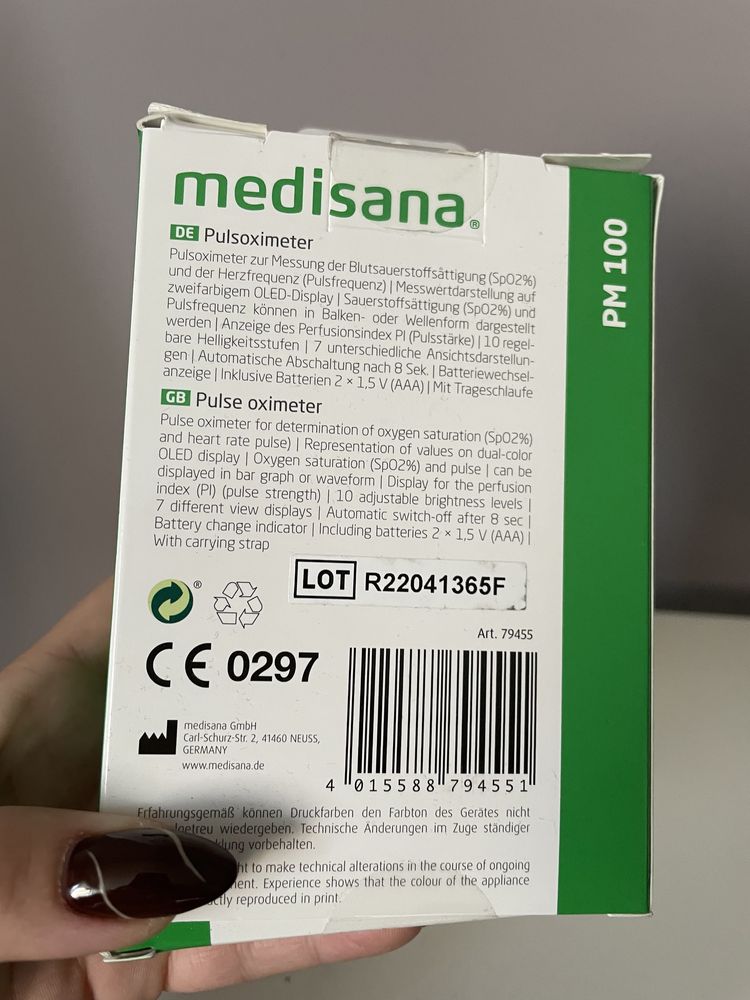 medisana®
DE Pulsoximeter
Pulsoximeter zur Messung der Blutsauerstoffsättigung (SpO2%)
und der Herzfrequenz (Pulsfrequenz) | Messwertdarstellung auf
zweifarbigem OLED-Display | Sauerstoffsättigung (SpO2%) und
Pulsfrequenz können in Balken- oder Wellenform dargestellt
werden | Anzeige des Perfusionsindex PI (Pulsstärke) | 10 regel-
bare Helligkeitsstufen | 7 unterschiedliche Ansichtsdarstellun-
gen | Automatische Abschaltung nach 8 Sek. | Batteriewechsel-
anzeige | Inklusive Batterien 2 × 1,5 V (AAA) | Mit Trageschlaufe
GB Pulse oximeter
Pulse oximeter for determination of oxygen saturation (SpO2%)
and heart rate pulse) | Representation of values on dual-color
OLED display | Oxygen saturation (SpO2%) and pulse | can be
displayed in bar graph or waveform | Display for the perfusion
index (PI) (pulse strength) | 10 adjustable brightness levels |
7 different view displays | Automatic switch-off after 8 sec |
Battery change indicator | Including batteries 2 × 1,5 V (AAA) |
With carrying strap
LOT R22041365F
®
Art. 79455
CE 0297
medisana GmbH
Carl-Schurz-Str. 2, 41460 NEUSS,
GERMANY
www.medisana.de
4 015588 794551
Erfahrungsgemäß können Druckfarben den Farbton des Gerätes nicht
wiedergeben. Technische Änderungen im Zuge ständiger
vorbehalten.
to make technical alterations in the course of ongoing
Experience shows that the colour of the appliance
reproduced in print.
PM 100